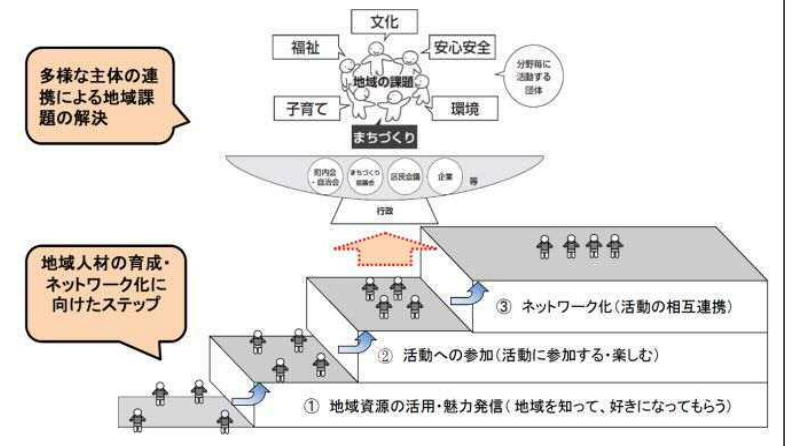 文化
福祉
安心安全
地域の課題
子育て
環境
まちづくり
分野毎に
活動する
団体
多様な主体の連
携による地域課
題の解決
町内会
・自治会
まちづくり
協議会
区民会議
企業
等
行政
地域人材の育成・
ネットワーク化に
向けたステップ
③ ネットワーク化(活動の相互連携)
② 活動への参加(活動に参加する・楽しむ)
① 地域資源の活用・魅力発信( 地域を知って、好きになってもらう)